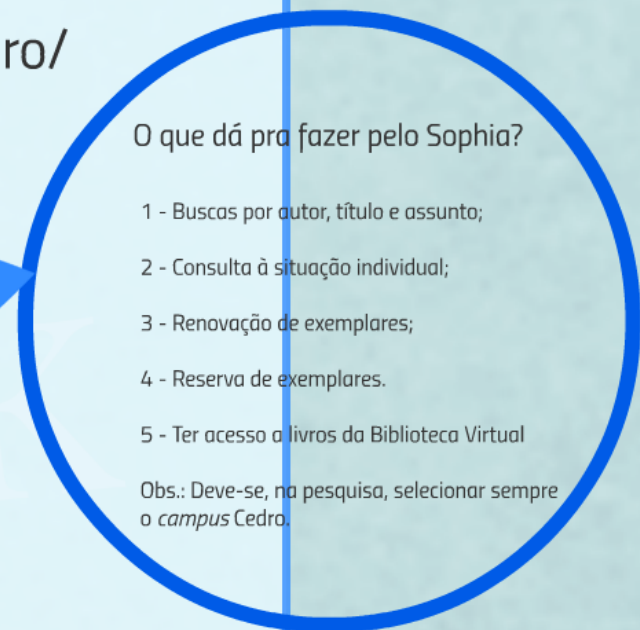 ro/
O que dá pra fazer pelo Sophia?
1 - Buscas por autor, título e assunto;
2 - Consulta à situação individual;
3 - Renovação de exemplares;
4 - Reserva de exemplares.
5 - Ter acesso a livros da Biblioteca Virtual
Obs.: Deve-se, na pesquisa, selecionar sempre
o campus Cedro.